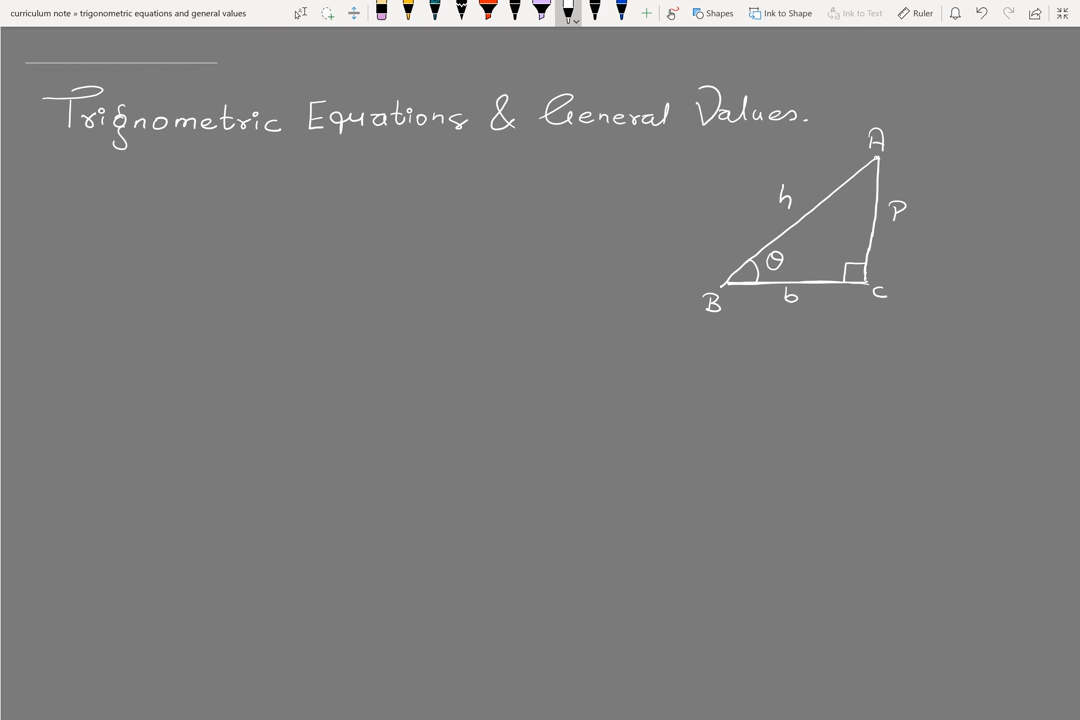 curriculum note » trigonometric equations and general values
Shapes
Ink to Shape
Ink to Text
Ruler
Trignometric Equations & General Values.
A
h
P
θ
B
b
C